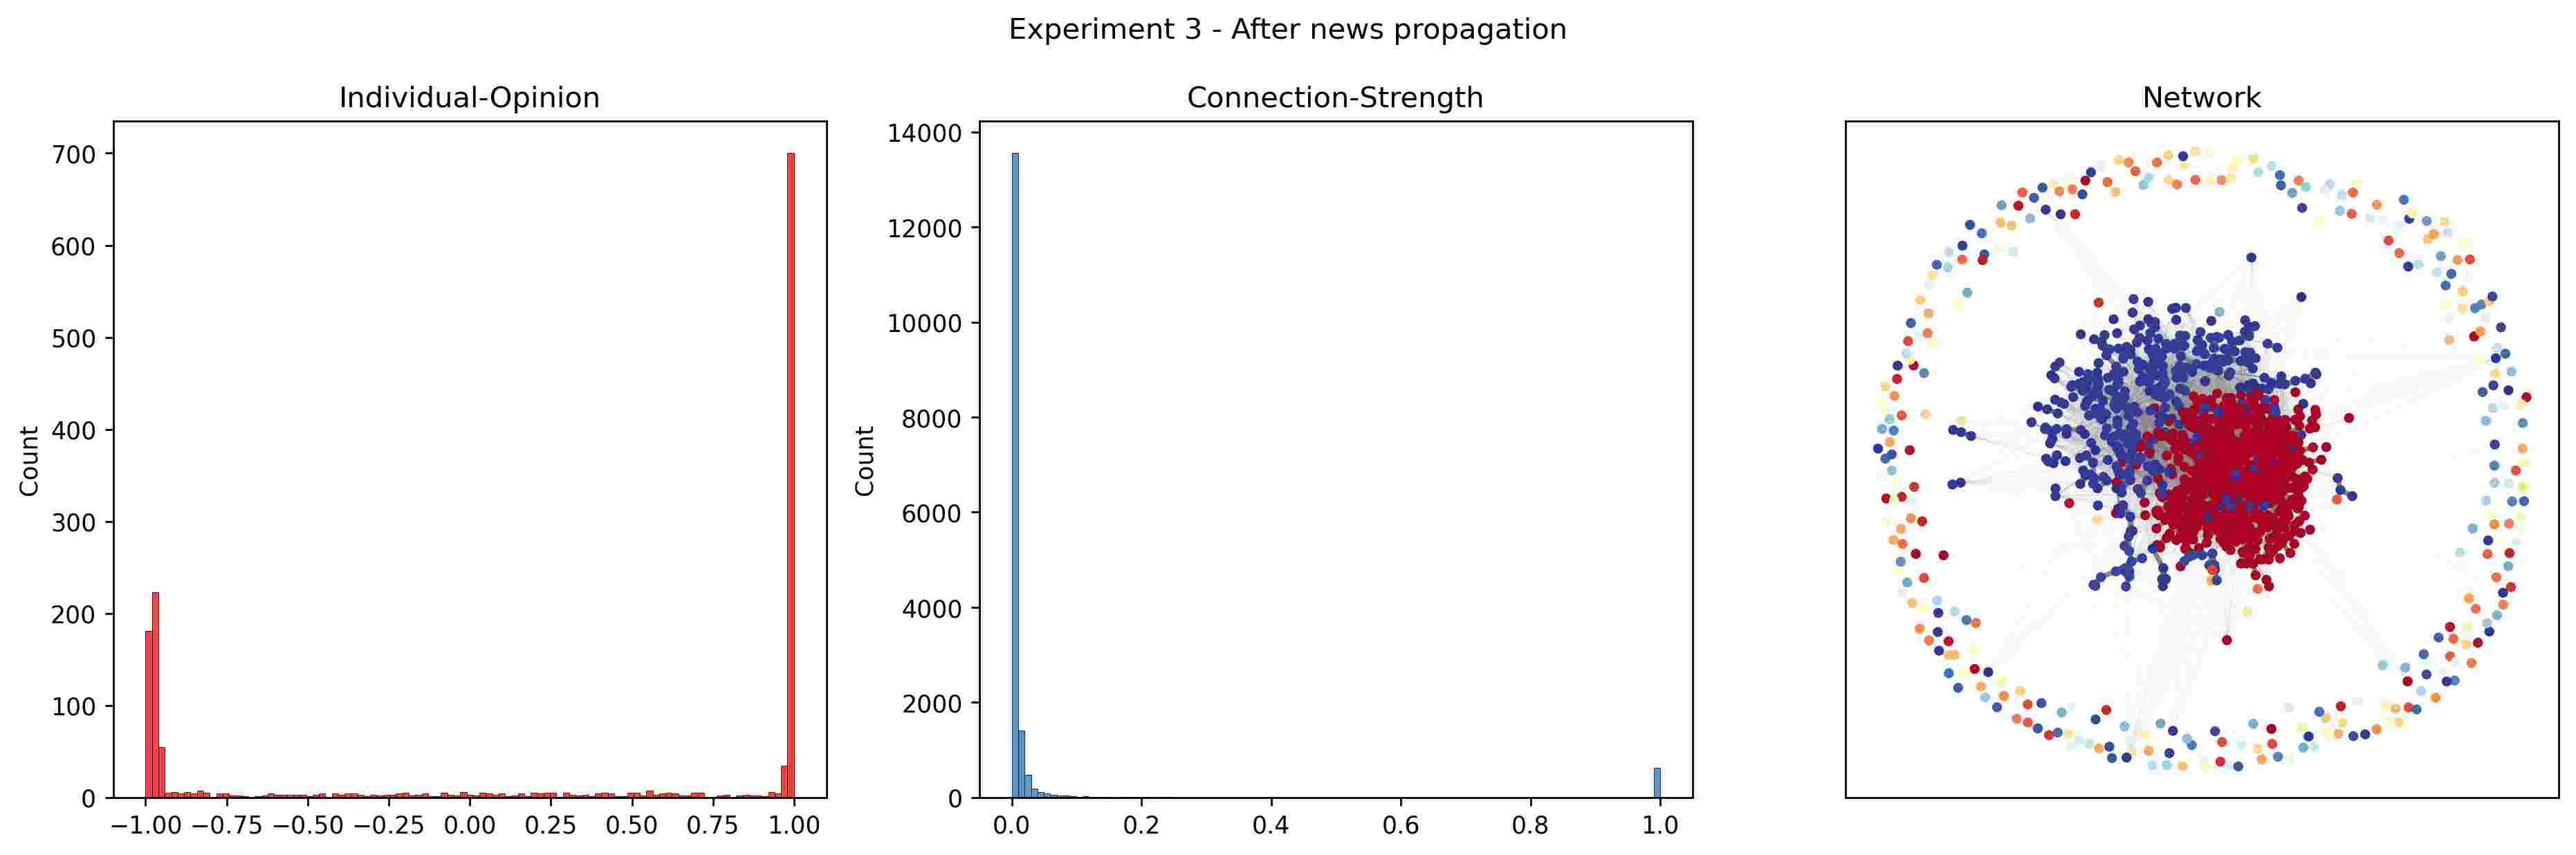 Experiment 3 - After news propagation
Individual-Opinion
Count
700
600
500
400
300
200
100
0
−1.00 −0.75 −0.50 −0.25 0.00 0.25 0.50 0.75 1.00
Connection-Strength
Count
14000
12000
10000
8000
6000
4000
2000
0
0.0 0.2 0.4 0.6 0.8 1.0
Network